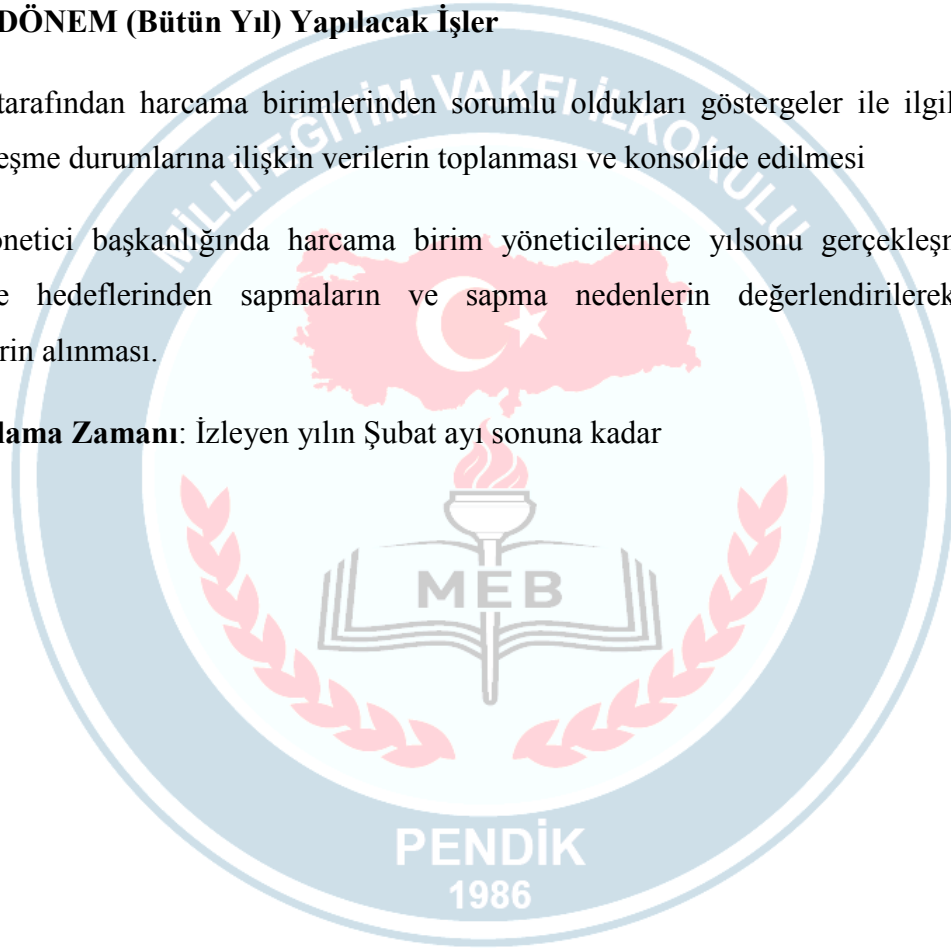 DÖNEM (Bütün Yıl) Yapılacak İşler
tarafından harcama birimlerinden sorumlu oldukları göstergeler ile ilgil
eşme durumlarına ilişkin verilerin toplanması ve konsolide edilmesi
önetici başkanlığında harcama birim yöneticilerince yılsonu gerçekleşm
e hedeflerinden sapmaların ve sapma nedenlerin değerlendirilerek
rin alınması.
lama Zamanı: İzleyen yılın Şubat ayı sonuna kadar
MİLLİ EĞİTİM VAKFI İLKOKULU
MEB
PENDİK
1986